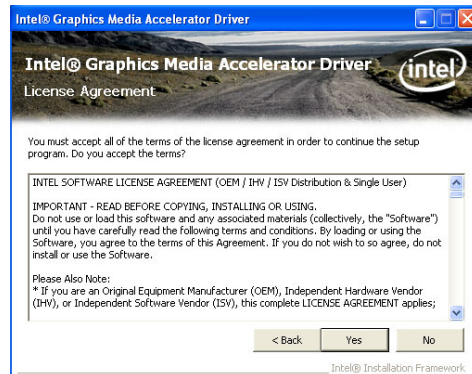 Intel® Graphics Media Accelerator Driver
Intel® Graphics Media Accelerator Driver
intel
License Agreement
You must accept all of the terms of the license agreement in order to continue the setup
program. Do you accept the terms?
INTEL SOFTWARE LICENSE AGREEMENT (OEM / IHV / ISV Distribution & Single User)
IMPORTANT - READ BEFORE COPYING, INSTALLING OR USING.
Do not use or load this software and any associated materials (collectively, the "Software")
until you have carefully read the following terms and conditions. By loading or using the
Software, you agree to the terms of this Agreement. If you do not wish to so agree, do not
install or use the Software.
Please Also Note:
* If you are an Original Equipment Manufacturer (OEM), Independent Hardware Vendor
(IHV), or Independent Software Vendor (ISV), this complete LICENSE AGREEMENT applies;
< Back Yes No
Intel® Installation Framework